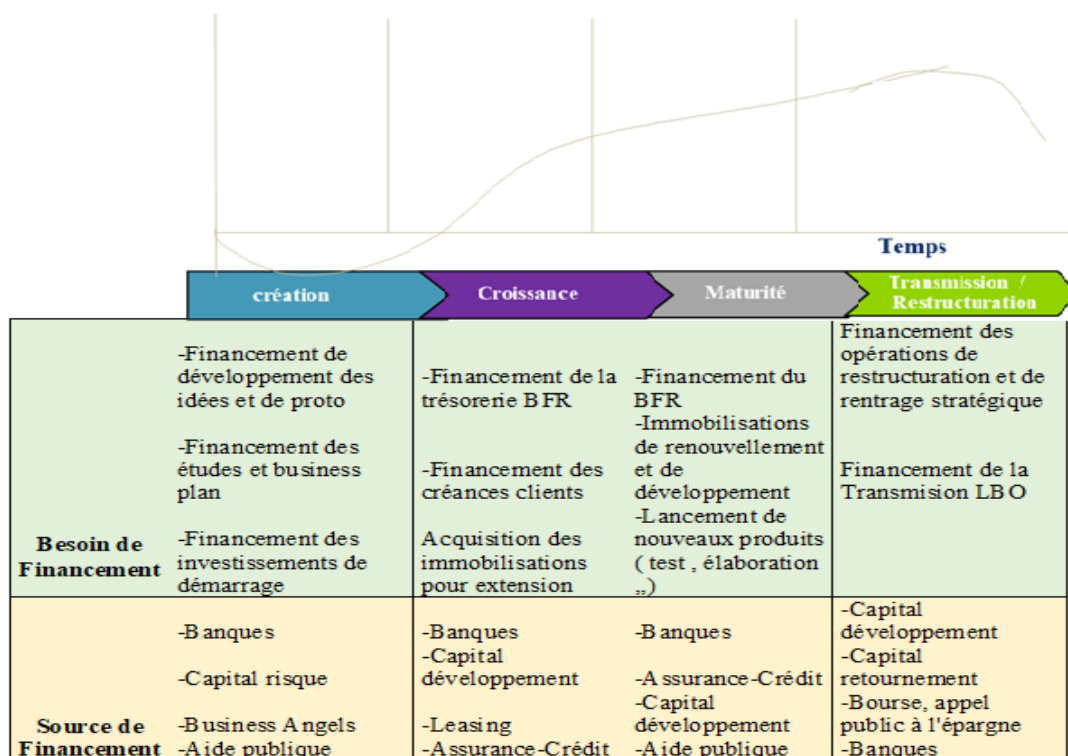 Temps
création
Croissance
Maturité
Transmission /
Restructuration
Besoin de
Financement
-Financement de
développement des
idées et de proto
-Financement des
études et business
plan
-Financement des
investissements de
démarrage
-Financement de la
trésorerie BFR
-Financement des
créances clients
Acquisition des
immobilisations
pour extension
-Financement du
BFR
-Immobilisations
de renouvellement
et de
développement
-Lancement de
nouveaux produits
( test , élaboration
,,,)
Financement des
opérations de
restructuration et de
rentrage stratégique
Financement de la
Transmision LBO
Source de
Financement
-Banques
-Capital risque
-Business Angels
-Aide publique
-Banques
-Capital
développement
-Leasing
-Assurance-Crédit
-Banques
-Assurance-Crédit
-Capital
développement
-Aide publique
-Capital
développement
-Capital
retournement
-Bourse, appel
public à l'épargne
-Banques